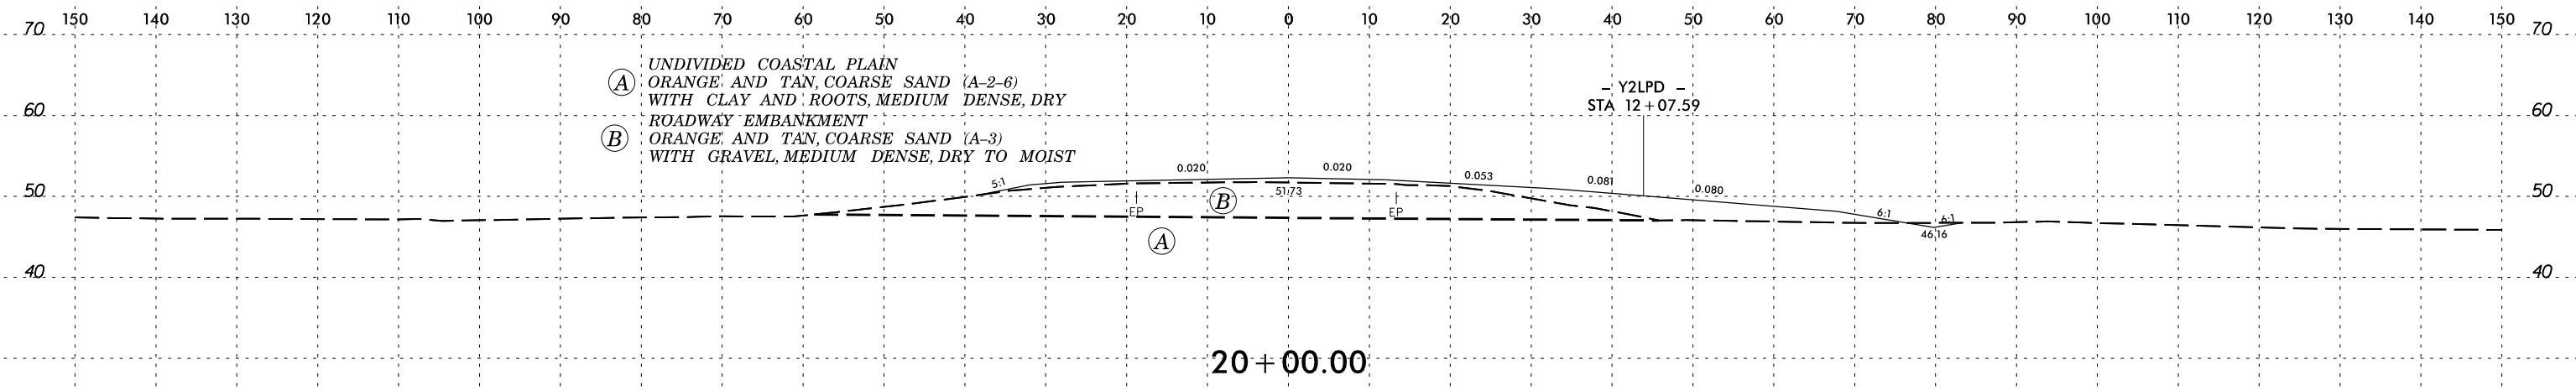 150 140 130 120 110 100 90 80 70 60 50 40 30 20 10 0 10 20 30 40 50 60 70 80 90 100 110 120 130 140 150
70 70
UNDIVIDED COASTAL PLAIN
(A) ORANGE AND TAN, COARSE SAND (A-2-6)
WITH CLAY AND ROOTS, MEDIUM DENSE, DRY
- Y2LPD -
STA 12+07.59
60 60
ROADWAY EMBANKMENT
(B) ORANGE AND TAN, COARSE SAND (A-3)
WITH GRAVEL, MEDIUM DENSE, DRY TO MOIST
5:1 0.020 0.020 0.053 0.081 0.080
50 51.73 50
B
EP EP 6:1 6:1
46.16
A
40 40
20+00.00